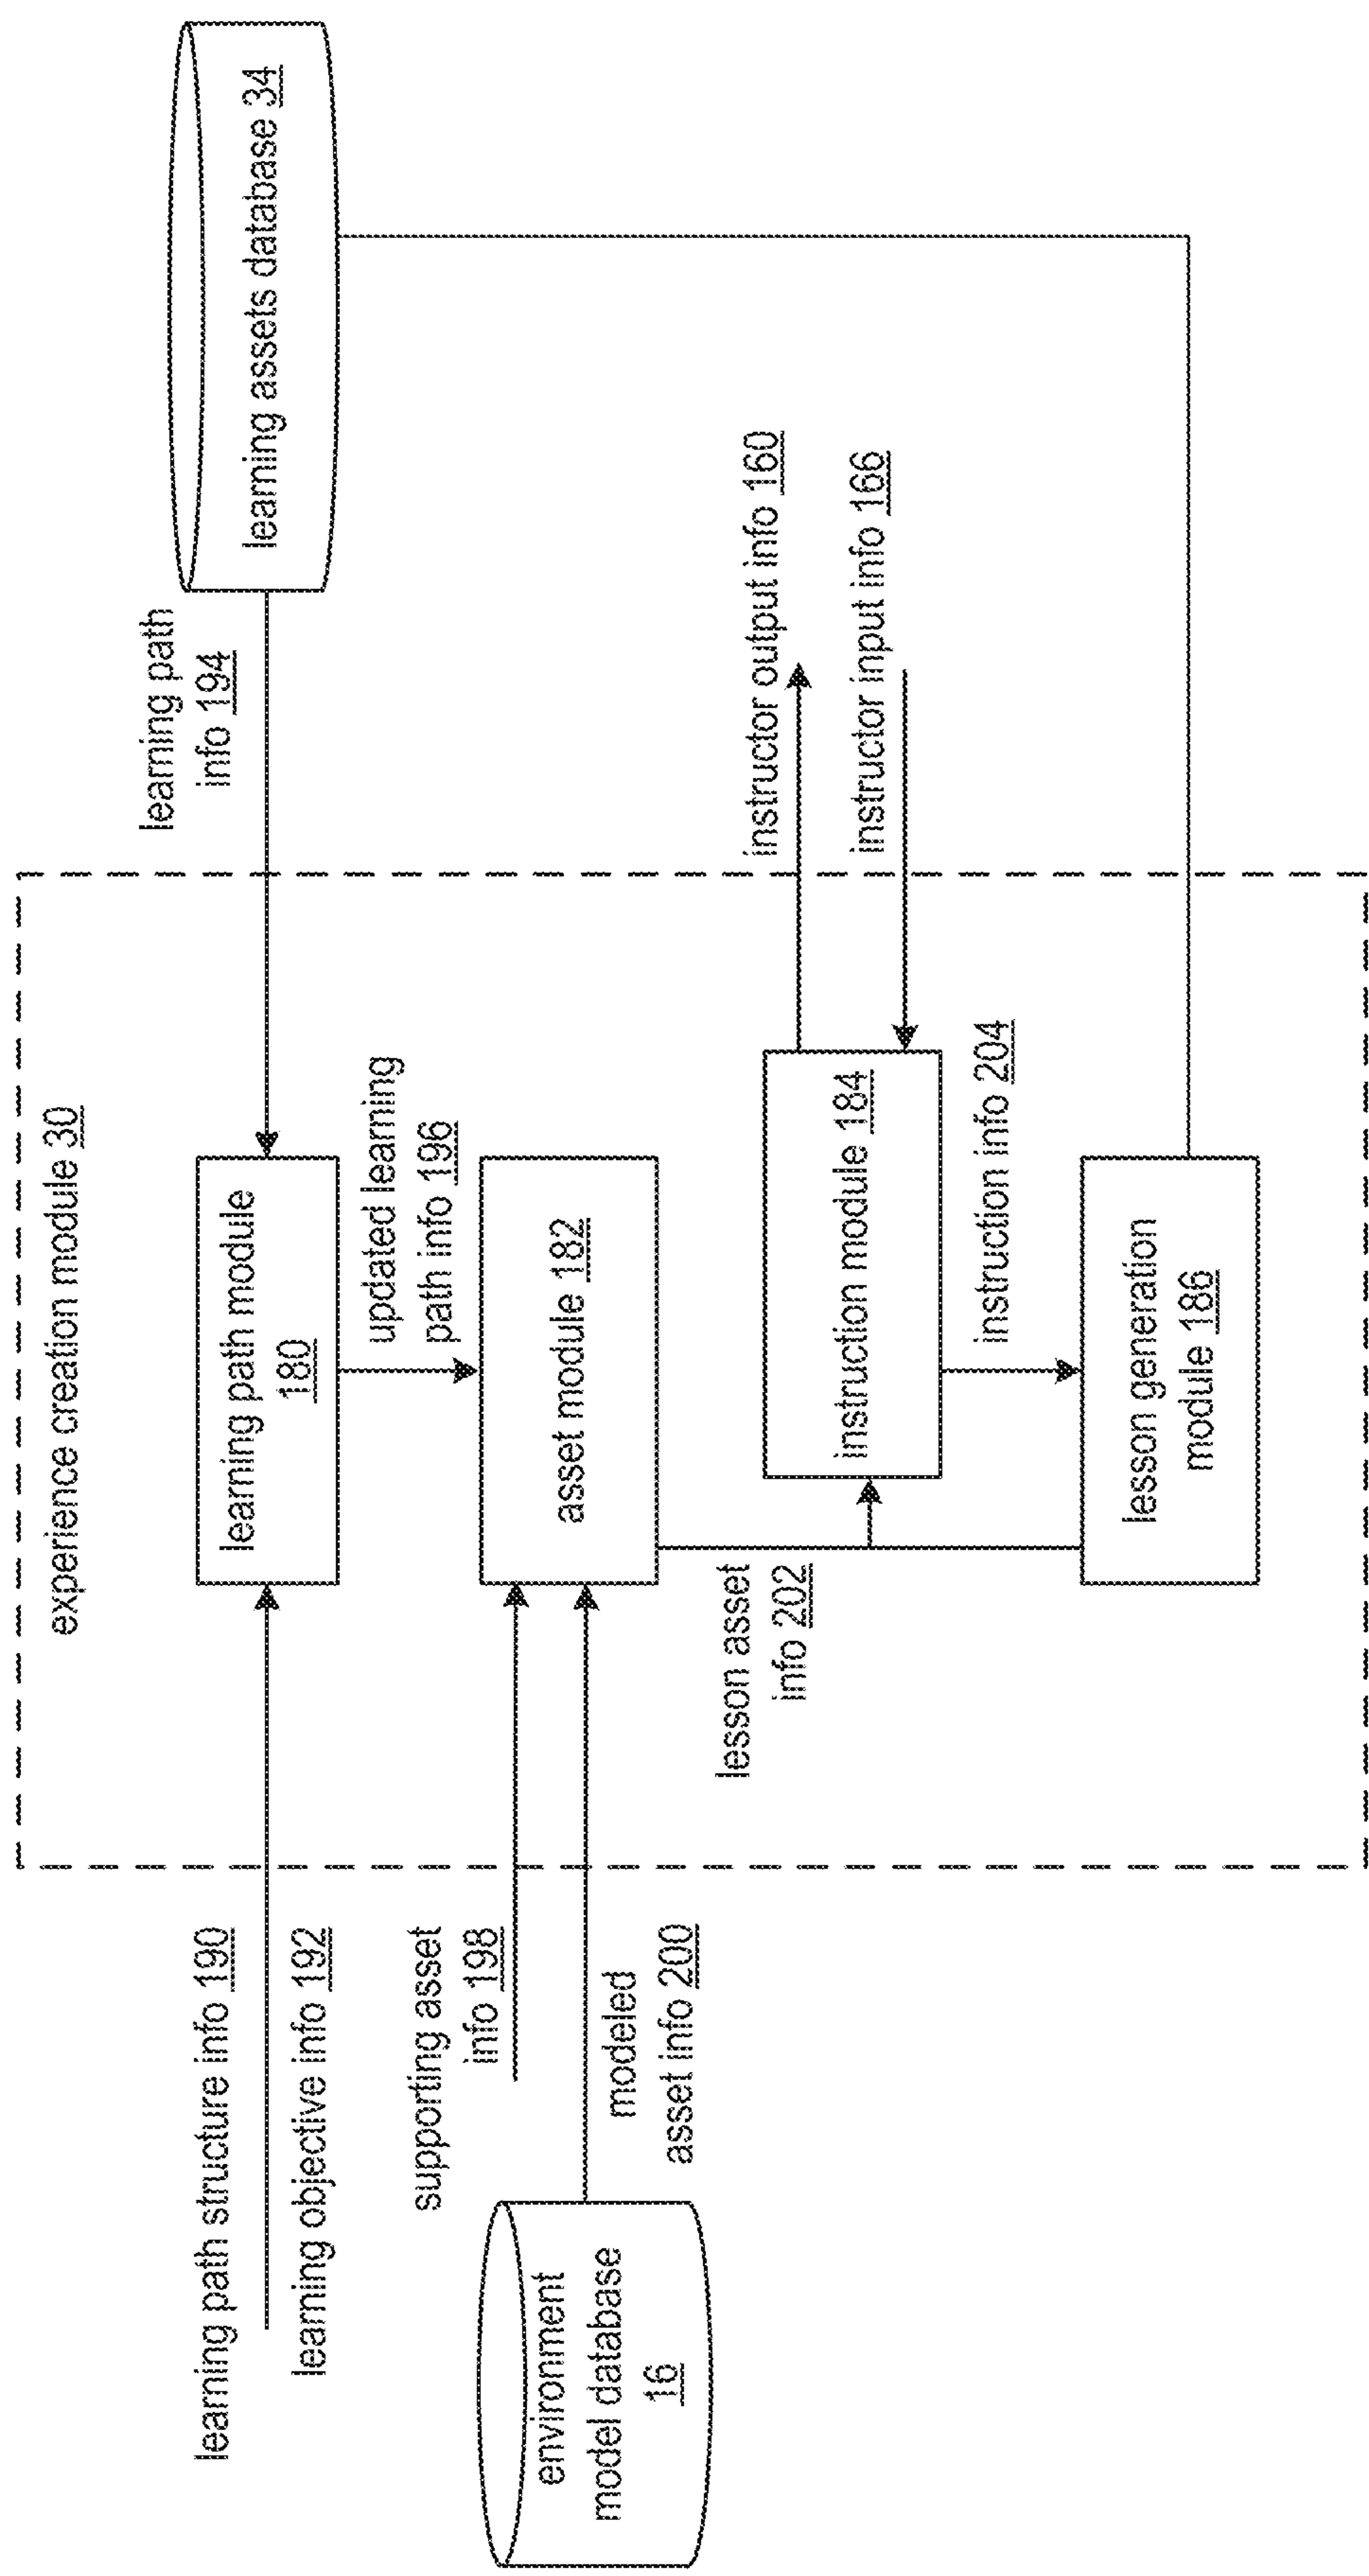 experience creation module 30
learning path structure info 190
learning objective info 192
learning path module
180
learning path
info 194
learning assets database 34
updated learning
path info 196
supporting asset
info 198
asset module 182
environment
model database
16
modeled
asset info 200
lesson asset
info 202
instruction module 184
instructor output info 160
instructor input info 166
instruction info 204
lesson generation
module 186